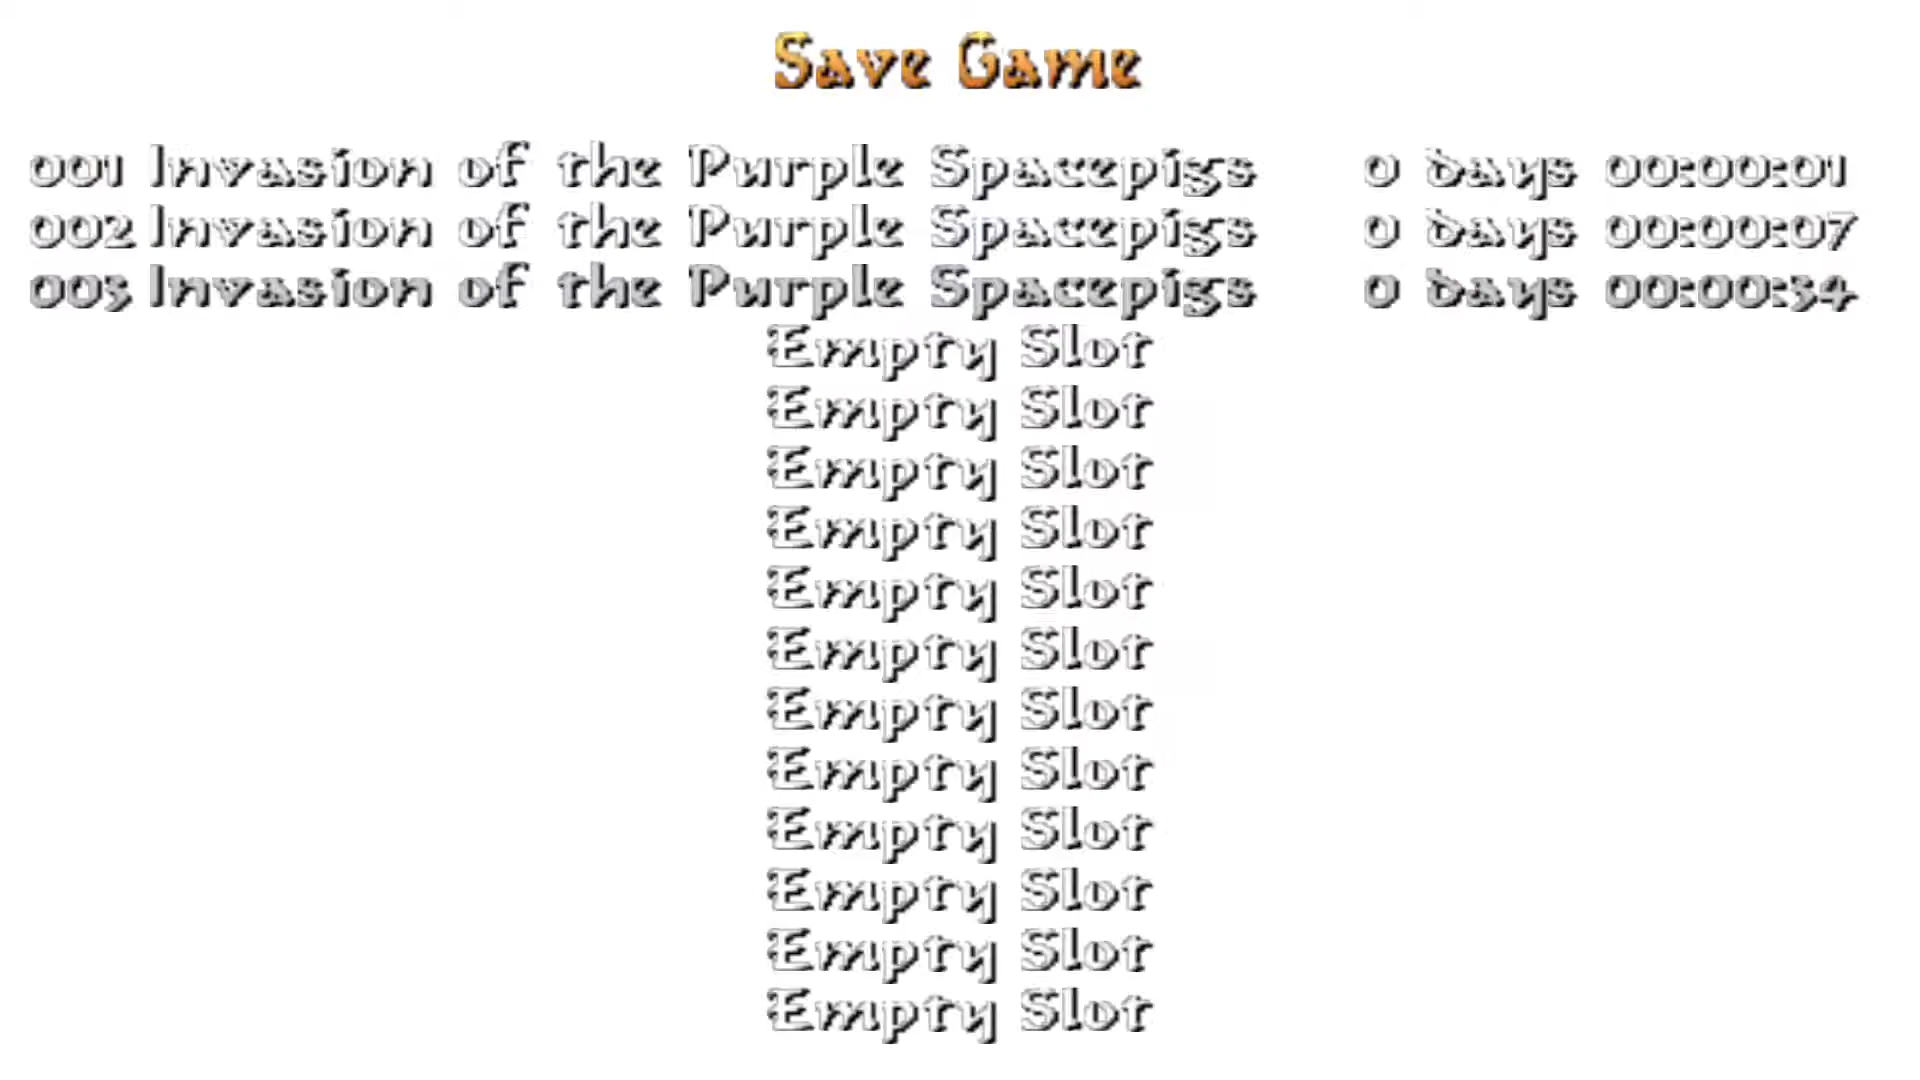 Save Game
001 Invasion of the Purple Spacepigs 0 days 00:00:01
002 Invasion of the Purple Spacepigs 0 days 00:00:07
003 Invasion of the Purple Spacepigs 0 days 00:00:34
Empty Slot
Empty Slot
Empty Slot
Empty Slot
Empty Slot
Empty Slot
Empty Slot
Empty Slot
Empty Slot
Empty Slot
Empty Slot
Empty Slot